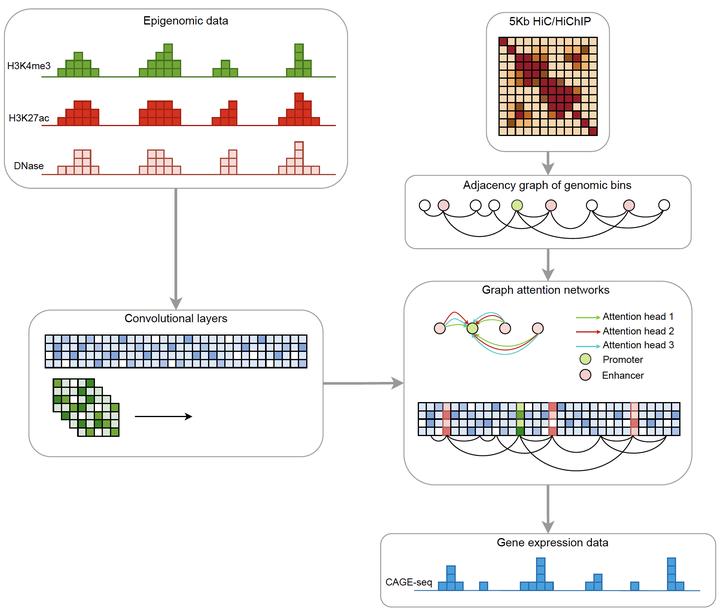 Epigenomic data
H3K4me3
H3K27ac
DNase
5Kb HiC/HiChIP
Adjacency graph of genomic bins
Convolutional layers
Graph attention networks
Attention head 1
Attention head 2
Attention head 3
Promoter
Enhancer
Gene expression data
CAGE-seq